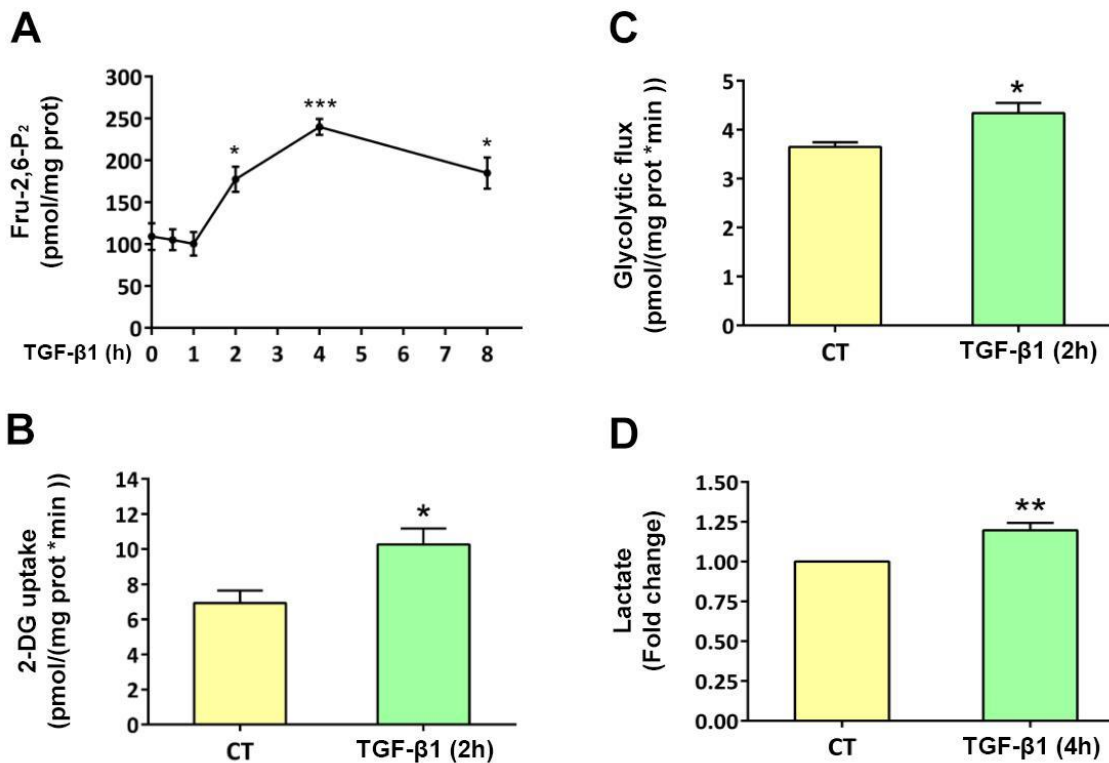 A
Fru-2,6-P₂
(pmol/mg prot)
300
250
200
150
100
50
0
*
***
*
TGF-β1 (h)
0 1 2 3 4 5 6 7 8
B
2-DG uptake
(pmol/(mg prot *min ))
14
12
10
8
6
4
2
0
*
CT
TGF-β1 (2h)
C
Glycolytic flux
(pmol/(mg prot *min ))
5
4
3
2
1
0
*
CT
TGF-β1 (2h)
D
Lactate
(Fold change)
1.50
1.25
1.00
0.75
0.50
0.25
0.00
**
CT
TGF-β1 (4h)